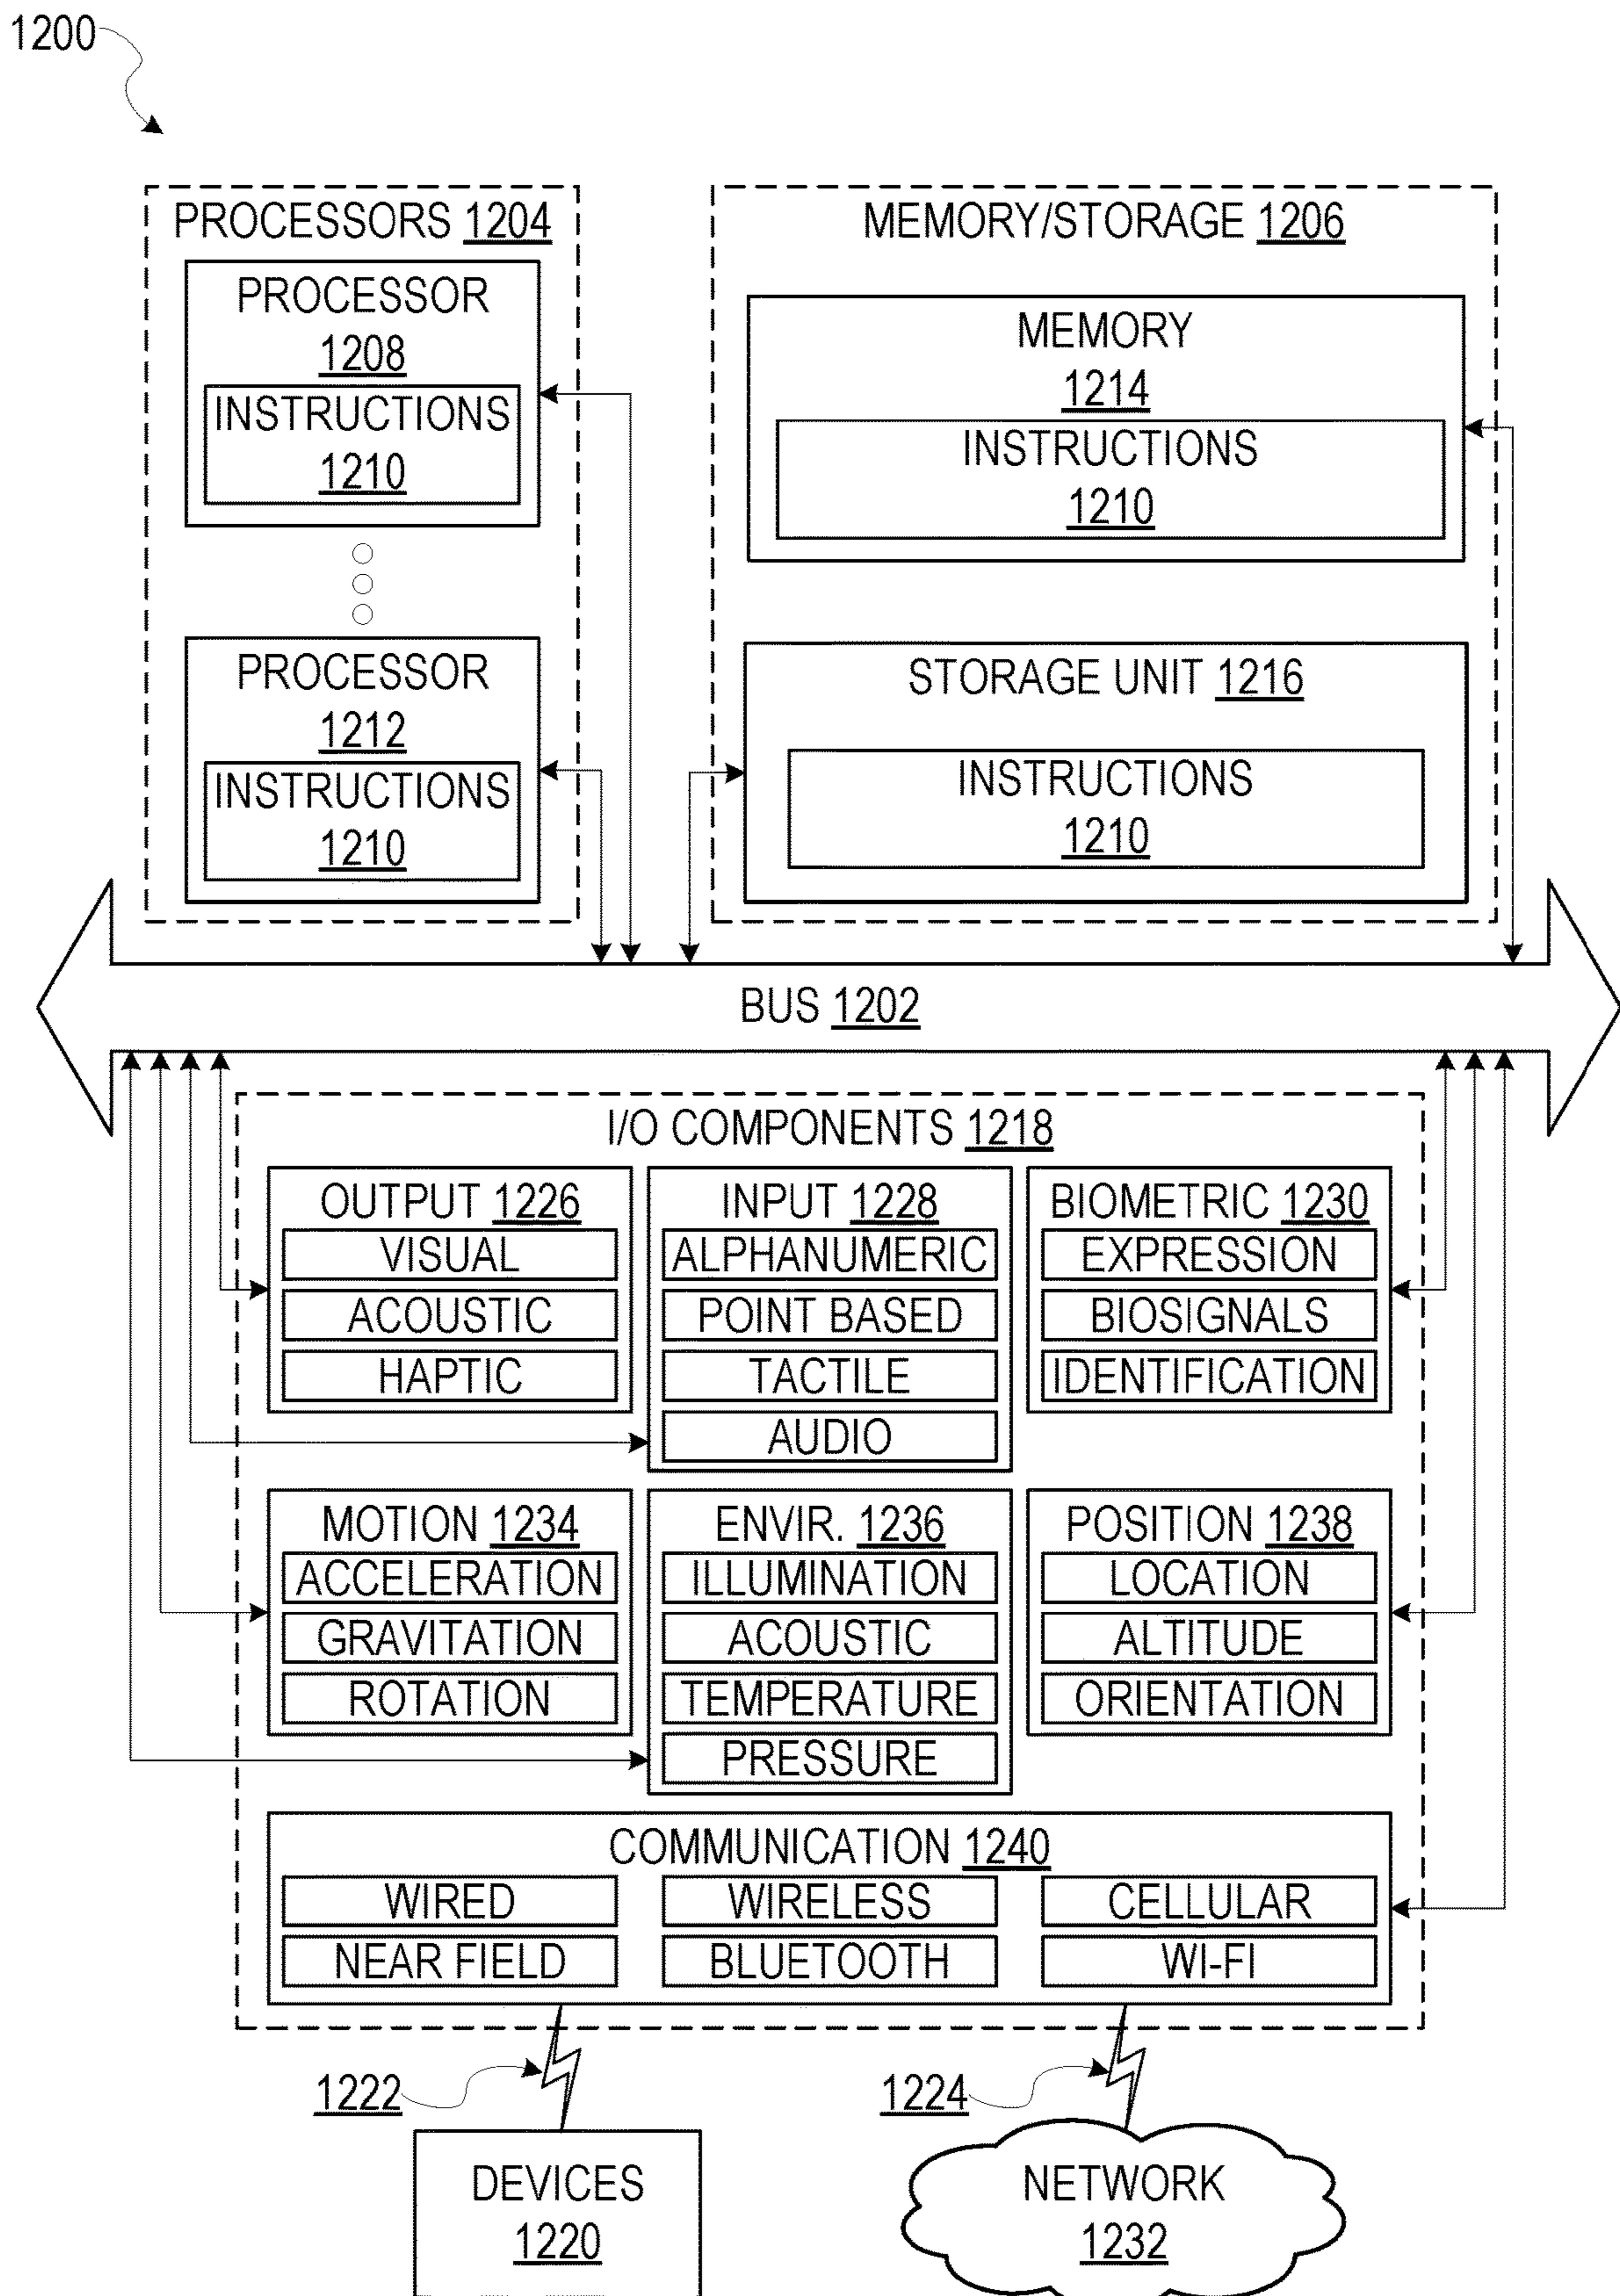 1200
PROCESSORS 1204
PROCESSOR
1208
INSTRUCTIONS
1210
PROCESSOR
1212
INSTRUCTIONS
1210
MEMORY/STORAGE 1206
MEMORY
1214
INSTRUCTIONS
1210
STORAGE UNIT 1216
INSTRUCTIONS
1210
BUS 1202
I/O COMPONENTS 1218
OUTPUT 1226
VISUAL
ACOUSTIC
HAPTIC
INPUT 1228
ALPHANUMERIC
POINT BASED
TACTILE
AUDIO
BIOMETRIC 1230
EXPRESSION
BIOSIGNALS
IDENTIFICATION
MOTION 1234
ACCELERATION
GRAVITATION
ROTATION
ENVIR. 1236
ILLUMINATION
ACOUSTIC
TEMPERATURE
PRESSURE
POSITION 1238
LOCATION
ALTITUDE
ORIENTATION
COMMUNICATION 1240
WIRED
WIRELESS
CELLULAR
NEAR FIELD
BLUETOOTH
WI-FI
1222
1224
DEVICES
1220
NETWORK
1232